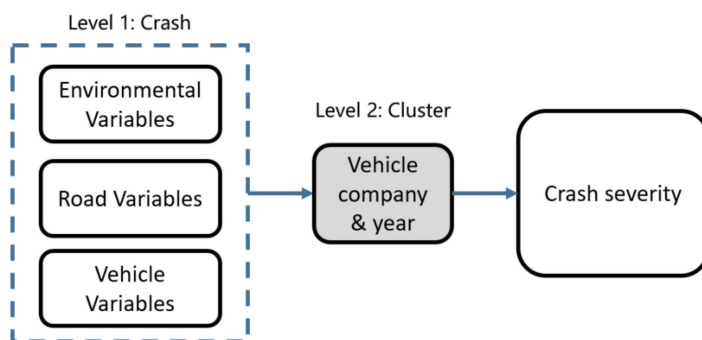 Level 1: Crash
Environmental
Variables
Road Variables
Vehicle
Variables
Level 2: Cluster
Vehicle
company
& year
Crash severity